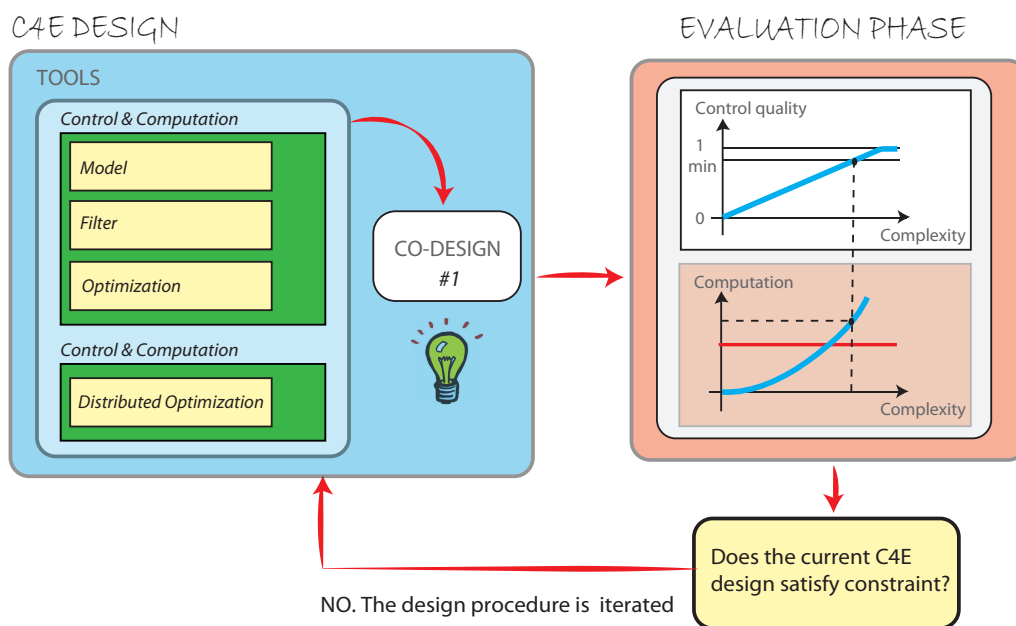 C4E DESIGN
EVALUATION PHASE
TOOLS
Control & Computation
Model
Filter
Optimization
Control & Computation
Distributed Optimization
CO-DESIGN
#1
Control quality
1
min
0
Complexity
Computation
Complexity
Does the current C4E
design satisfy constraint?
NO. The design procedure is iterated